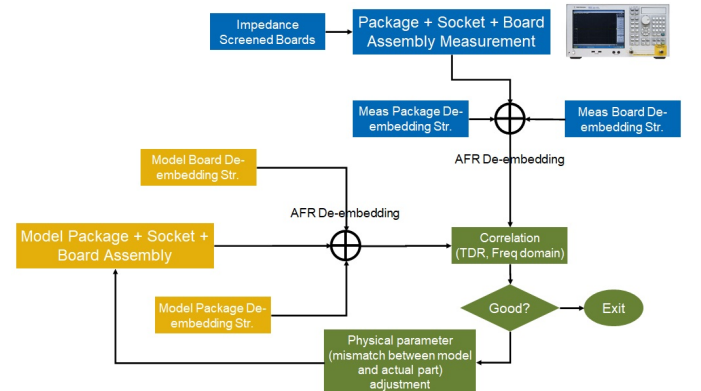 Impedance
Screened Boards
Package + Socket + Board
Assembly Measurement
Meas Package De-
embedding Str.
Meas Board De-
embedding Str.
AFR De-embedding
Model Board De-
embedding Str.
AFR De-embedding
Model Package + Socket +
Board Assembly
Correlation
(TDR, Freq domain)
Model Package De-
embedding Str.
Good?
Exit
Physical parameter
(mismatch between model
and actual part)
adjustment